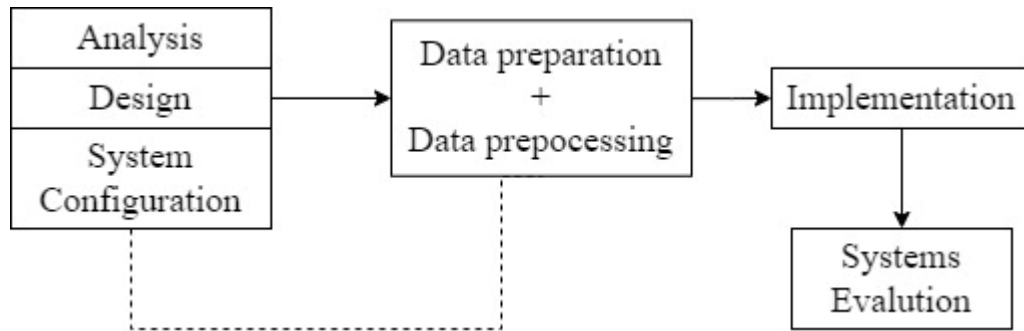 Analysis
Design
System
Configuration
Data preparation
+
Data prepocessing
Implementation
Systems
Evalution